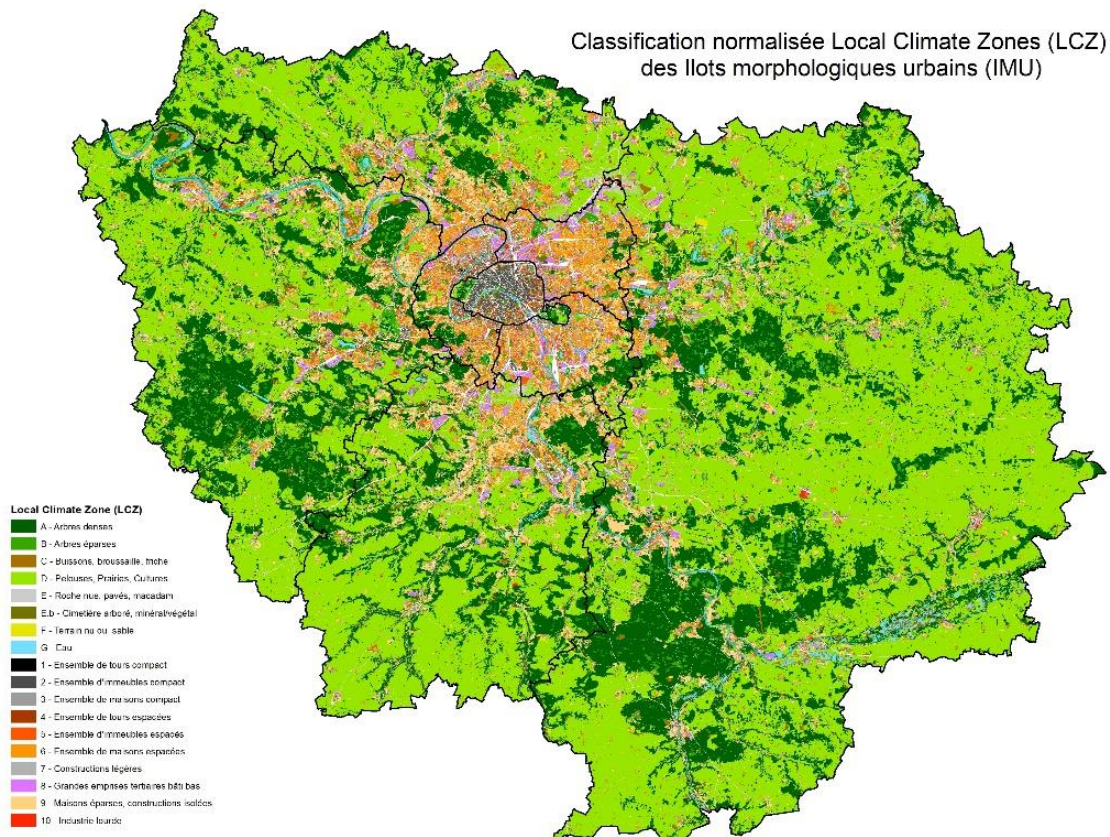 Classification normalisée Local Climate Zones (LCZ)
des Ilots morphologiques urbains (IMU)
Local Climate Zone (LCZ)
A - Arbres denses
B - Arbres éparses
C - Buissons, broussaille, friche
D - Pelouses, Prairies, Cultures
E - Roche nue, pavés, macadam
E.b - Cimetière arboré, minéral/végétal
F - Terrain nu ou sable
G - Eau
1 - Ensemble de tours compact
2 - Ensemble d'immeubles compact
3 - Ensemble de maisons compact
4 - Ensemble de tours espacées
5 - Ensemble d'immeubles espacés
6 - Ensemble de maisons espacées
7 - Constructions légères
8 - Grandes emprises tertiaires bâti bas
9 - Maisons éparses, constructions isolées
10 - Industrie lourde